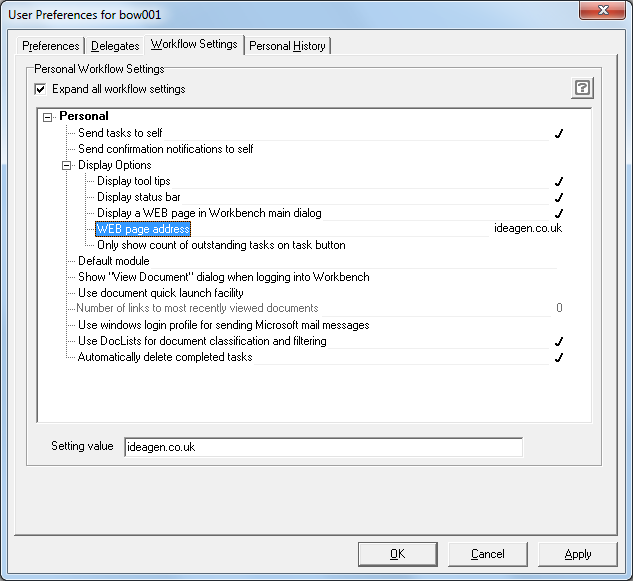 User Preferences for bow001
Preferences Delegates Workflow Settings Personal History
Personal Workflow Settings
Expand all workflow settings
Personal
Send tasks to self
Send confirmation notifications to self
Display Options
Display tool tips
Display status bar
Display a WEB page in Workbench main dialog
WEB page address ideagen.co.uk
Only show count of outstanding tasks on task button
Default module
Show "View Document" dialog when logging into Workbench
Use document quick launch facility
Number of links to most recently viewed documents 0
Use windows login profile for sending Microsoft mail messages
Use DocLists for document classification and filtering
Automatically delete completed tasks
Setting value ideagen.co.uk
OK Cancel Apply